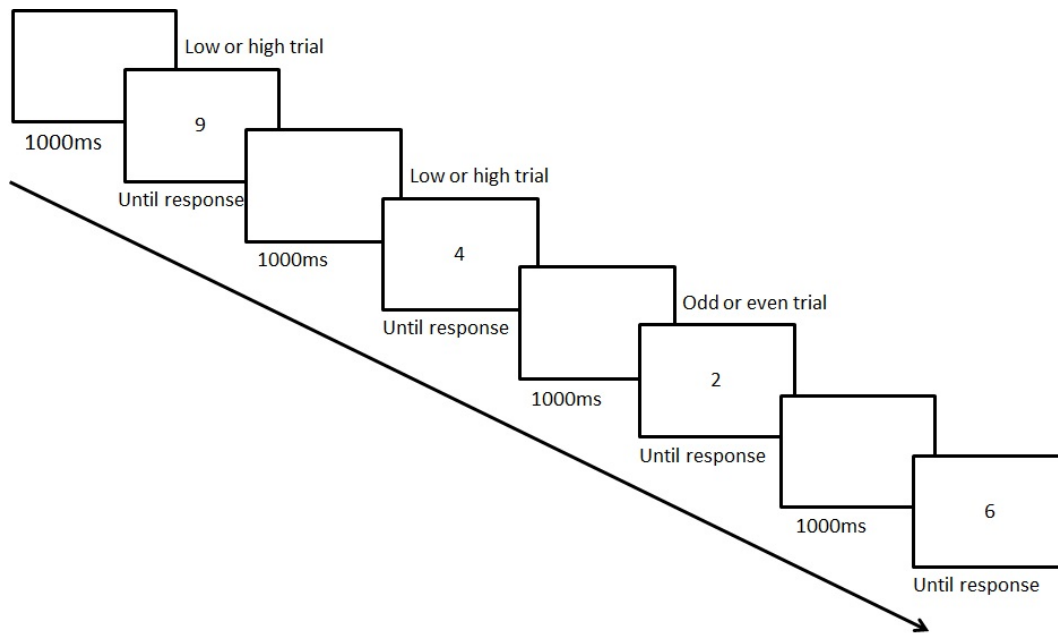 Low or high trial
9
1000ms
Low or high trial
Until response
4
1000ms
Odd or even trial
Until response
2
1000ms
Until response
6
1000ms
Until response